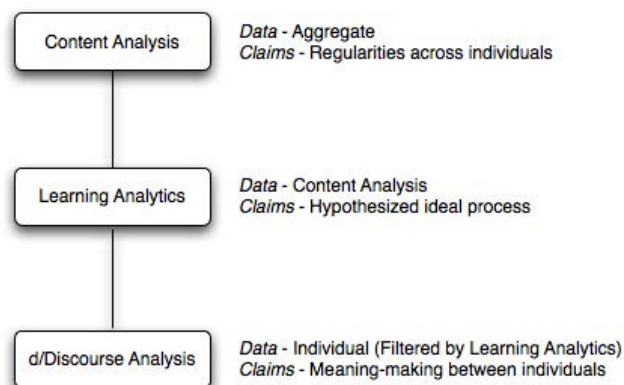 Content Analysis
Data - Aggregate
Claims - Regularities across individuals
Learning Analytics
Data - Content Analysis
Claims - Hypothesized ideal process
d/Discourse Analysis
Data - Individual (Filtered by Learning Analytics)
Claims - Meaning-making between individuals